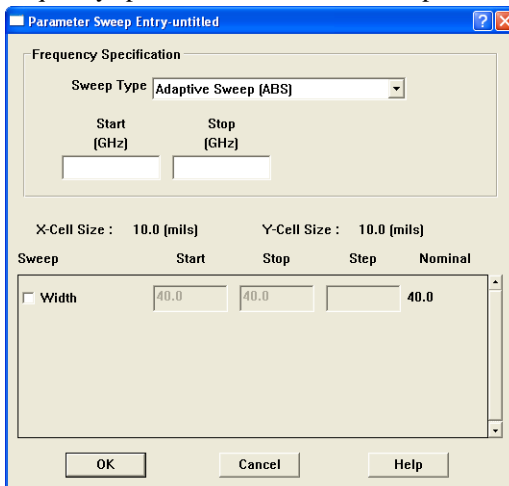 Parameter Sweep Entry-untitled
Frequency Specification
Sweep Type Adaptive Sweep (ABS)
Start Stop
(GHz) (GHz)
X-Cell Size : 10.0 (mils) Y-Cell Size : 10.0 (mils)
Sweep Start Stop Step Nominal
Width 40.0 40.0 40.0
OK Cancel Help